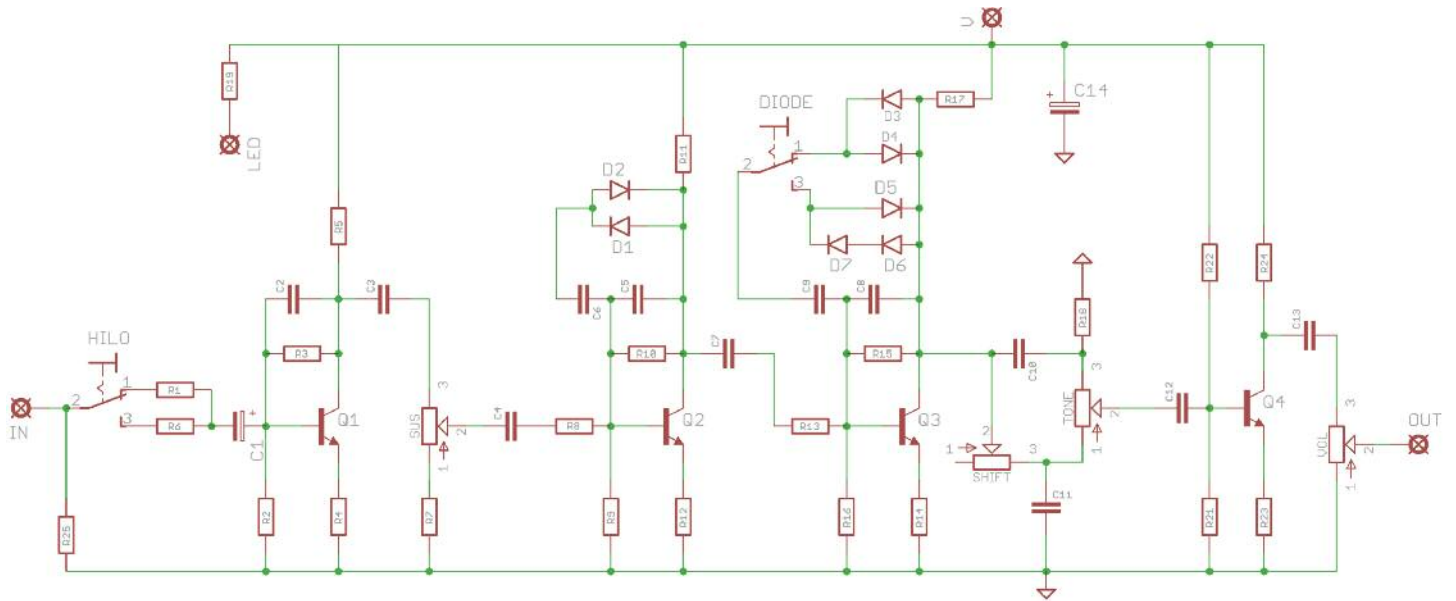 U
R19
LED
DIODE
C14
D3
R17
D4
R11
1
2
3
D2
D1
D5
D7
D6
R5
R22
R24
C2
C3
C6
C5
C9
C8
R18
C13
HILO
R3
R10
C7
R15
C10
3
1
2
3
IN
R1
R6
C1
Q1
3
SUS
2
1
C4
R8
Q2
R13
Q3
2
1
3
SHIFT
TONE
2
1
C12
Q4
3
VOL
2
1
OUT
R25
R2
R4
R7
R9
R12
R16
R14
C11
R21
R23